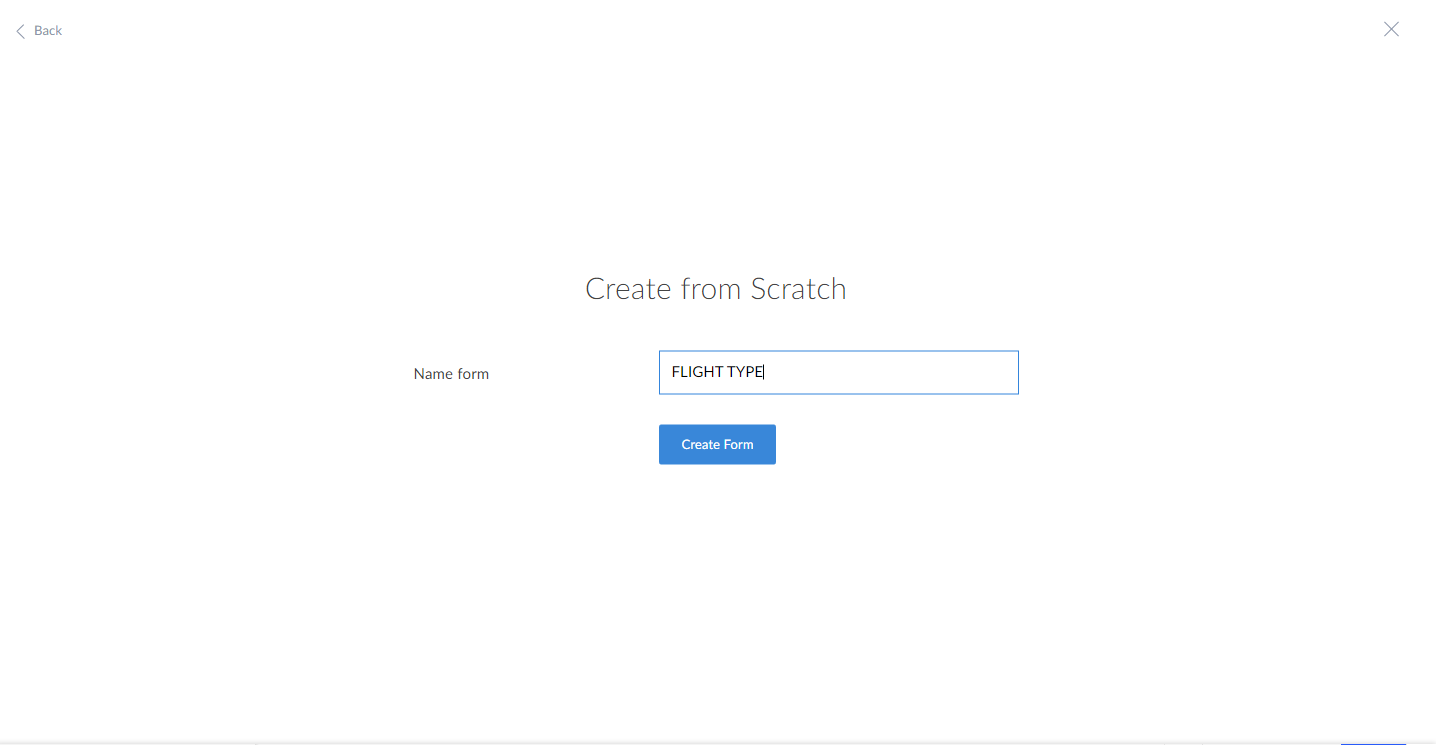 Back
Create from Scratch
Name form
FLIGHT TYPE
Create Form